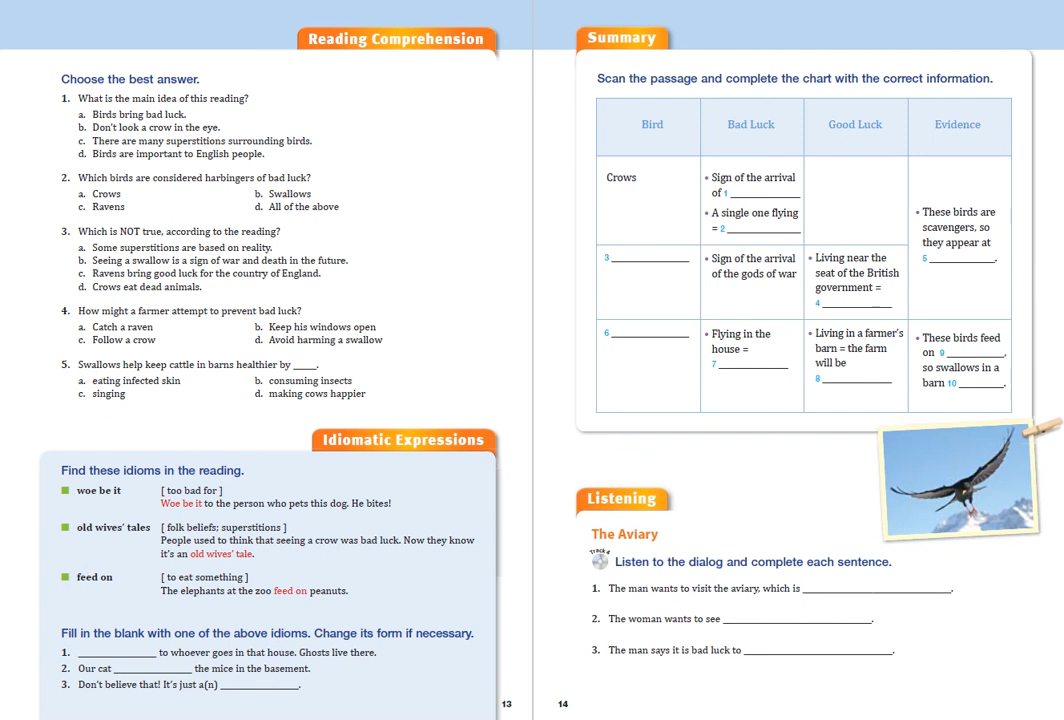 Reading Comprehension
Choose the best answer.
1. What is the main idea of this reading?
a. Birds bring bad luck.
b. Don't look a crow in the eye.
c. There are many superstitions surrounding birds.
d. Birds are important to English people.
2. Which birds are considered harbingers of bad luck?
a. Crows b. Swallows
c. Ravens d. All of the above
3. Which is NOT true, according to the reading?
a. Some superstitions are based on reality.
b. Seeing a swallow is a sign of war and death in the future.
c. Ravens bring good luck for the country of England.
d. Crows eat dead animals.
4. How might a farmer attempt to prevent bad luck?
a. Catch a raven b. Keep his windows open
c. Follow a crow d. Avoid harming a swallow
5. Swallows help keep cattle in barns healthier by ____.
a. eating infected skin b. consuming insects
c. singing d. making cows happier
Idiomatic Expressions
Find these idioms in the reading.
woe be it [ too bad for ]
Woe be it to the person who pets this dog. He bites!
old wives' tales [ folk beliefs; superstitions ]
People used to think that seeing a crow was bad luck. Now they know
it's an old wives' tale.
feed on [ to eat something ]
The elephants at the zoo feed on peanuts.
Fill in the blank with one of the above idioms. Change its form if necessary.
1. ______________ to whoever goes in that house. Ghosts live there.
2. Our cat ______________ the mice in the basement.
3. Don't believe that! It's just a(n) ______________.
13
Summary
Scan the passage and complete the chart with the correct information.
Bird Bad Luck Good Luck Evidence
Crows
• Sign of the arrival
of 1 ____________
• A single one flying
= 2 ____________
• These birds are
scavengers, so
they appear at
5 ____________.
3 ____________
• Sign of the arrival
of the gods of war
• Living near the
seat of the British
government =
4 ____________
6 ____________
• Flying in the
house =
7 ____________
• Living in a farmer's
barn = the farm
will be
8 ____________
• These birds feed
on 9 __________,
so swallows in a
barn 10 ________.
Listening
The Aviary
Track 4
Listen to the dialog and complete each sentence.
1. The man wants to visit the aviary, which is ___________________________.
2. The woman wants to see ___________________________.
3. The man says it is bad luck to ___________________________.
14